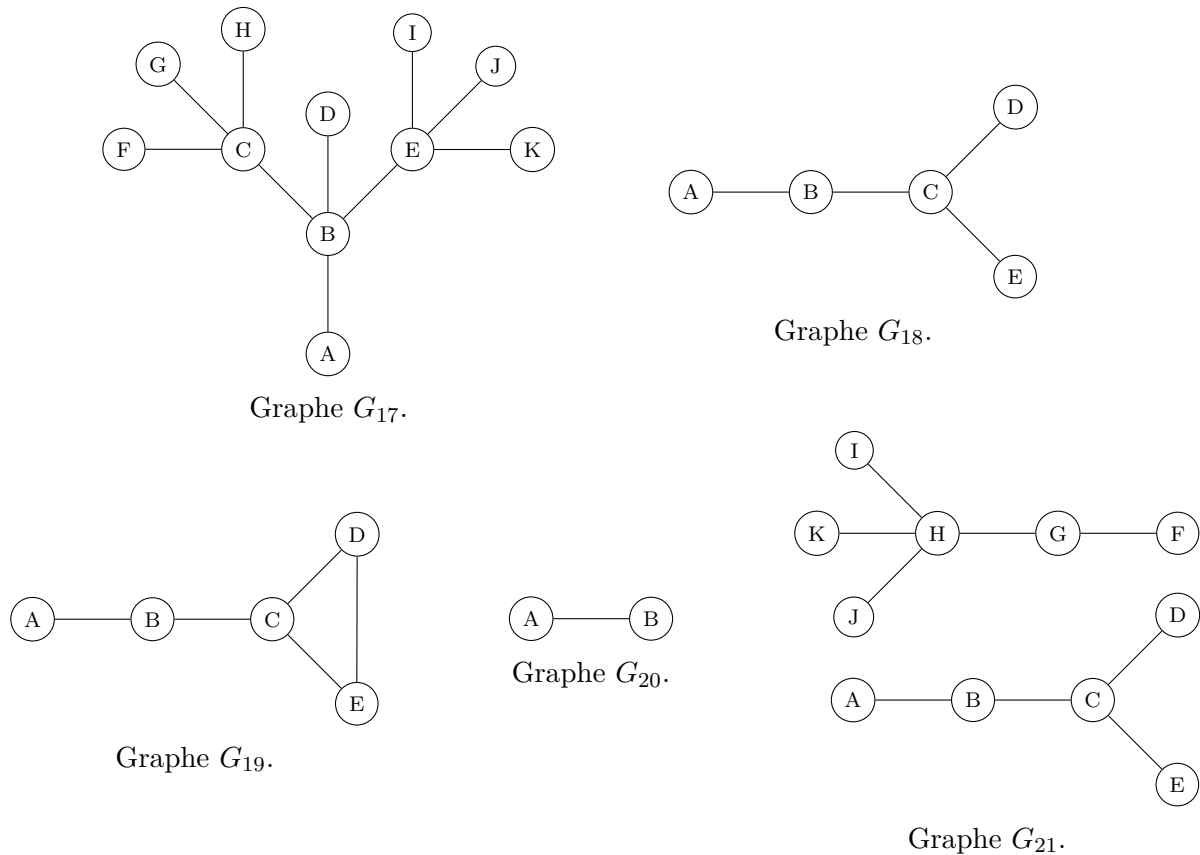 H
I
G
J
D
F
C
E
K
B
A
Graphe G₁₇.
D
A
B
C
E
Graphe G₁₈.
D
A
B
C
E
Graphe G₁₉.
A
B
Graphe G₂₀.
I
K
H
G
F
J
D
A
B
C
E
Graphe G₂₁.